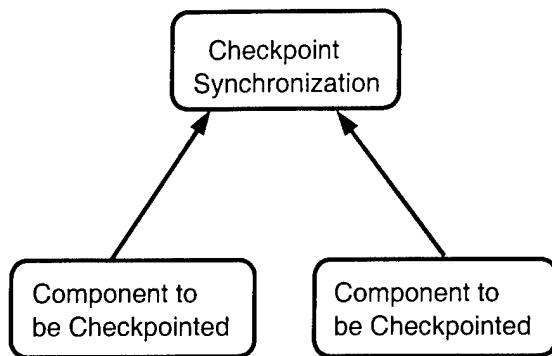 Checkpoint
Synchronization
Component to
be Checkpointed
Component to
be Checkpointed